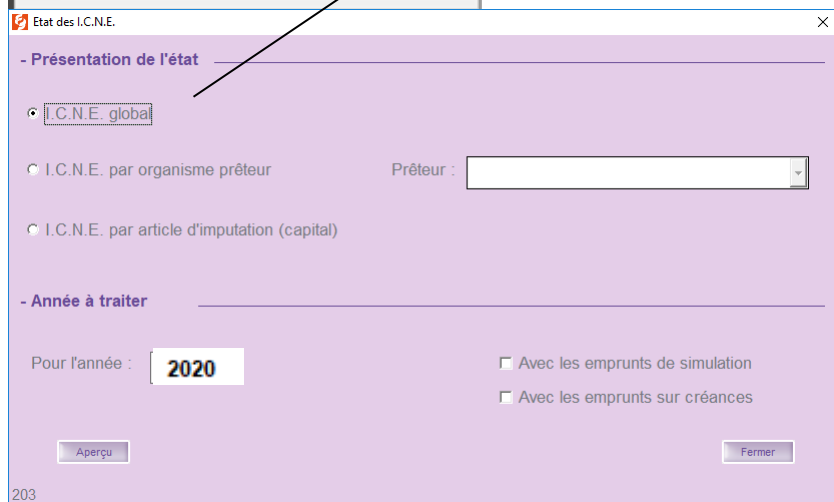 Etat des I.C.N.E.
- Présentation de l'état
I.C.N.E. global
I.C.N.E. par organisme prêteur Prêteur :
I.C.N.E. par article d'imputation (capital)
- Année à traiter
Pour l'année : 2020 Avec les emprunts de simulation
Avec les emprunts sur créances
Aperçu Fermer
203